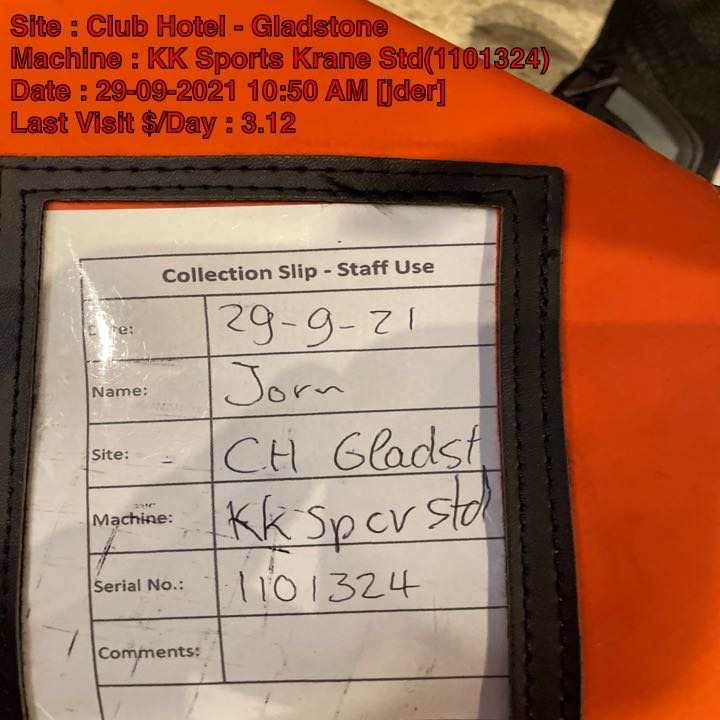 Site : Club Hotel - Gladstone
Machine : KK Sports Krane Std(1101324)
Date : 29-09-2021 10:50 AM [jder]
Last Visit $/Day : 3.12
Collection Slip - Staff Use
Date: 29-9-21
Name: Jorn
Site: CH Gladst
Machine: KK Spcr Std
Serial No.: 1101324
Comments: